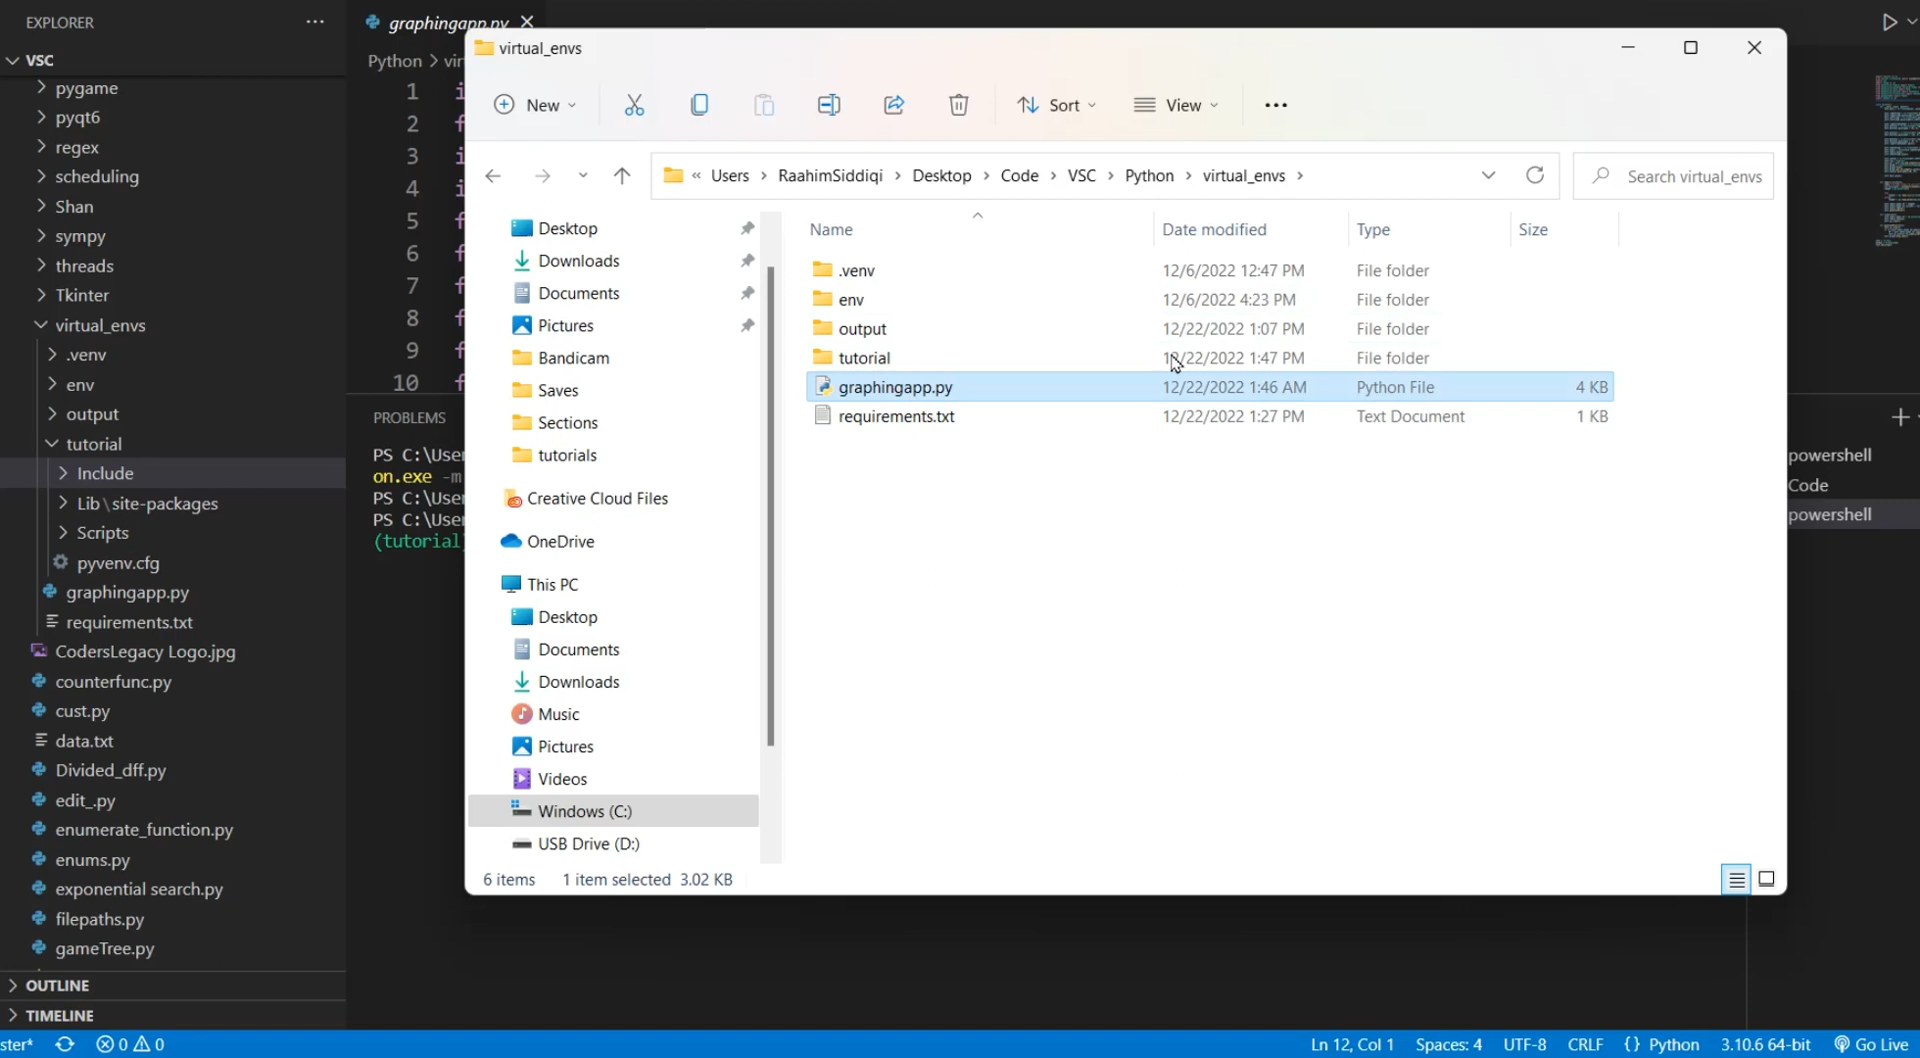 EXPLORER
VSC
pygame
pyqt6
regex
scheduling
Shan
sympy
threads
Tkinter
virtual_envs
.venv
env
output
tutorial
Include
Lib\site-packages
Scripts
pyvenv.cfg
graphingapp.py
requirements.txt
CodersLegacy Logo.jpg
counterfunc.py
cust.py
data.txt
Divided_dff.py
edit_.py
enumerate_function.py
enums.py
exponential search.py
filepaths.py
gameTree.py
OUTLINE
TIMELINE
graphingapp.py
Python > vir
1 i
2 f
3 i
4 i
5 f
6 f
7 f
8 f
9 f
10 f
PROBLEMS
PS C:\User
on.exe -m
PS C:\User
PS C:\User
(tutorial)
virtual_envs
New
Sort
View
« Users > RaahimSiddiqi > Desktop > Code > VSC > Python > virtual_envs >
Search virtual_envs
Desktop
Downloads
Documents
Pictures
Bandicam
Saves
Sections
tutorials
Creative Cloud Files
OneDrive
This PC
Desktop
Documents
Downloads
Music
Pictures
Videos
Windows (C:)
USB Drive (D:)
Name Date modified Type Size
.venv 12/6/2022 12:47 PM File folder
env 12/6/2022 4:23 PM File folder
output 12/22/2022 1:07 PM File folder
tutorial 12/22/2022 1:47 PM File folder
graphingapp.py 12/22/2022 1:46 AM Python File 4 KB
requirements.txt 12/22/2022 1:27 PM Text Document 1 KB
6 items 1 item selected 3.02 KB
powershell
Code
powershell
ster* 0 0 Ln 12, Col 1 Spaces: 4 UTF-8 CRLF {} Python 3.10.6 64-bit Go Live